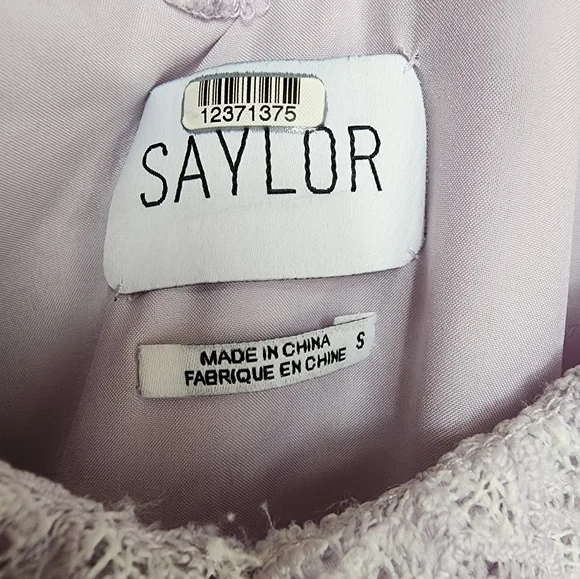 12371375
SAYLOR
MADE IN CHINA
FABRIQUE EN CHINE
S